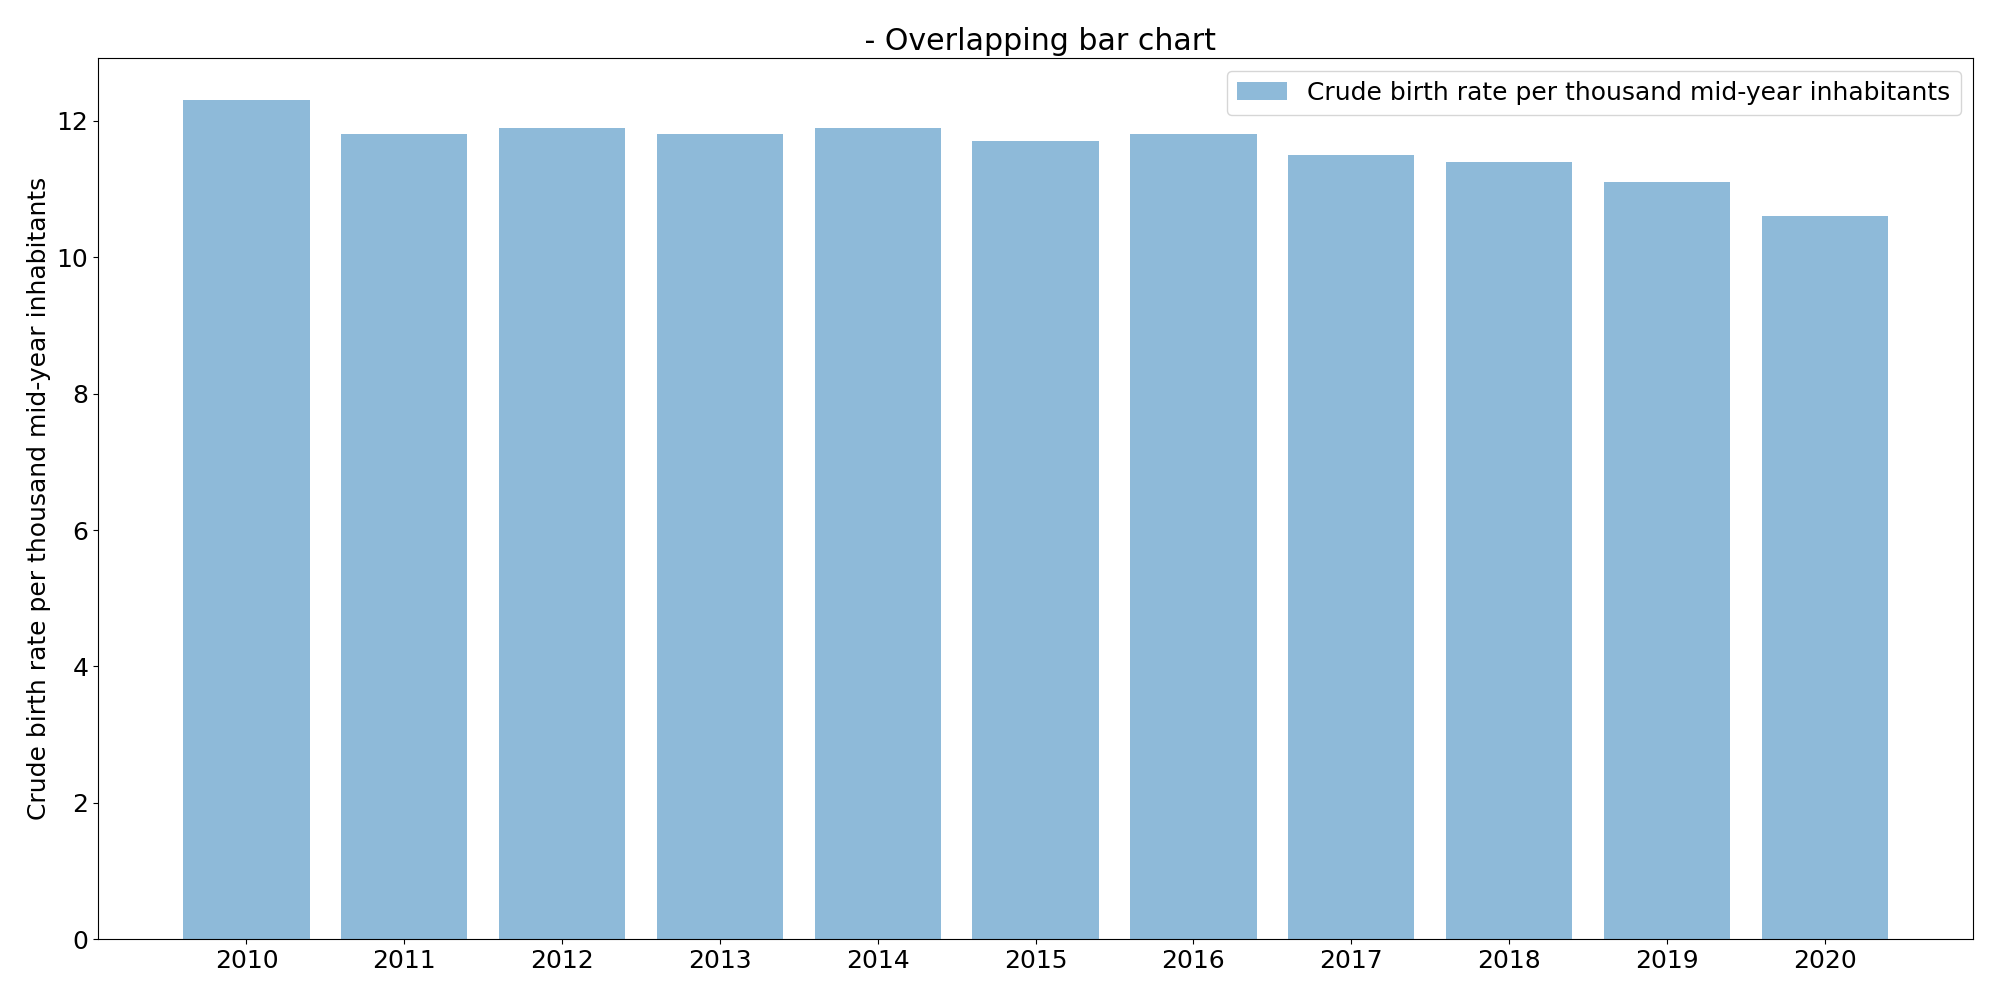 - Overlapping bar chart
Crude birth rate per thousand mid-year inhabitants
Crude birth rate per thousand mid-year inhabitants
12
10
8
6
4
2
0
2010 2011 2012 2013 2014 2015 2016 2017 2018 2019 2020